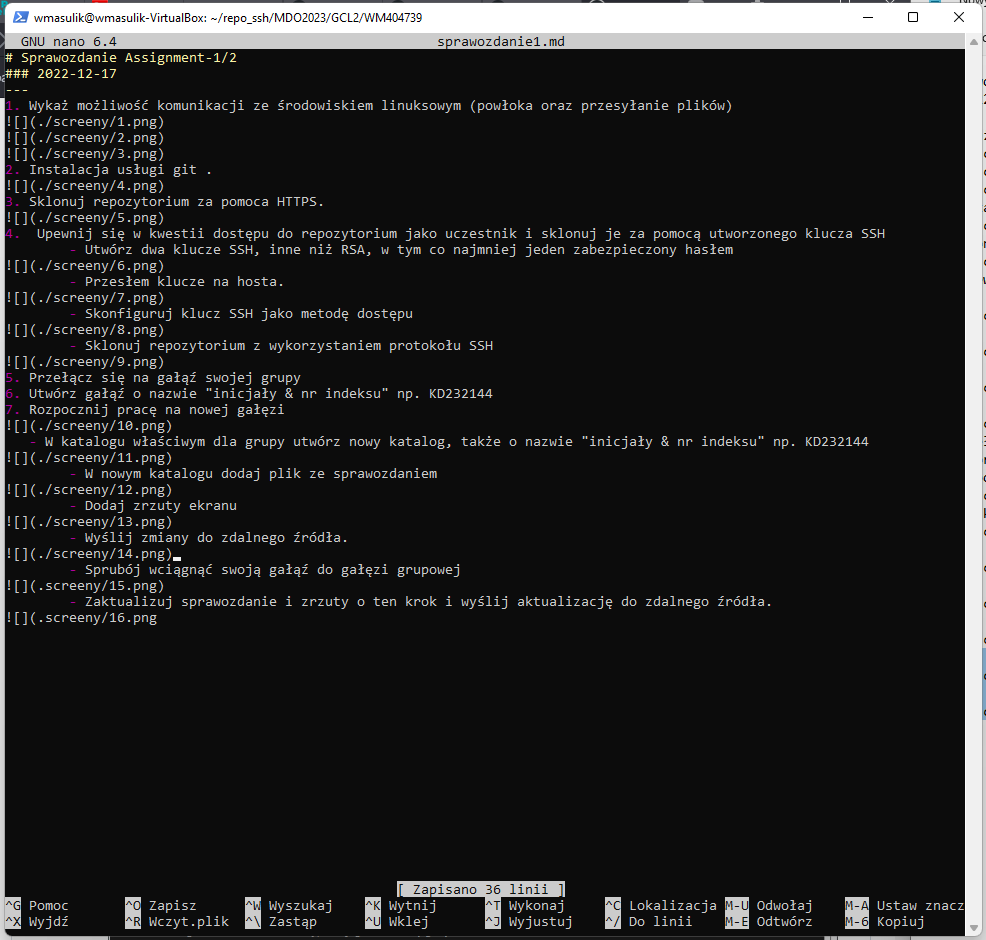 wmasulik@wmasulik-VirtualBox: ~/repo_ssh/MDO2023/GCL2/WM404739
GNU nano 6.4 sprawozdanie1.md
# Sprawozdanie Assignment-1/2
### 2022-12-17
---
1. Wykaż możliwość komunikacji ze środowiskiem linuksowym (powłoka oraz przesyłanie plików)
![](./screeny/1.png)
![](./screeny/2.png)
![](./screeny/3.png)
2. Instalacja usługi git .
![](./screeny/4.png)
3. Sklonuj repozytorium za pomoca HTTPS.
![](./screeny/5.png)
4.  Upewnij się w kwestii dostępu do repozytorium jako uczestnik i sklonuj je za pomocą utworzonego klucza SSH
- Utwórz dwa klucze SSH, inne niż RSA, w tym co najmniej jeden zabezpieczony hasłem
![](./screeny/6.png)
- Przesłem klucze na hosta.
![](./screeny/7.png)
- Skonfiguruj klucz SSH jako metodę dostępu
![](./screeny/8.png)
- Sklonuj repozytorium z wykorzystaniem protokołu SSH
![](./screeny/9.png)
5. Przełącz się na gałąź swojej grupy
6. Utwórz gałąź o nazwie "inicjały & nr indeksu" np. KD232144
7. Rozpocznij pracę na nowej gałęzi
![](./screeny/10.png)
- W katalogu właściwym dla grupy utwórz nowy katalog, także o nazwie "inicjały & nr indeksu" np. KD232144
![](./screeny/11.png)
- W nowym katalogu dodaj plik ze sprawozdaniem
![](./screeny/12.png)
- Dodaj zrzuty ekranu
![](./screeny/13.png)
- Wyślij zmiany do zdalnego źródła.
![](./screeny/14.png)
- Sprubój wciągnąć swoją gałąź do gałęzi grupowej
![](.screeny/15.png)
- Zaktualizuj sprawozdanie i zrzuty o ten krok i wyślij aktualizację do zdalnego źródła.
![](.screeny/16.png
[ Zapisano 36 linii ]
^G Pomoc ^O Zapisz ^W Wyszukaj ^K Wytnij ^T Wykonaj ^C Lokalizacja M-U Odwołaj M-A Ustaw znacz
^X Wyjdź ^R Wczyt.plik ^\ Zastąp ^U Wklej ^J Wyjustuj ^/ Do linii M-E Odtwórz M-6 Kopiuj